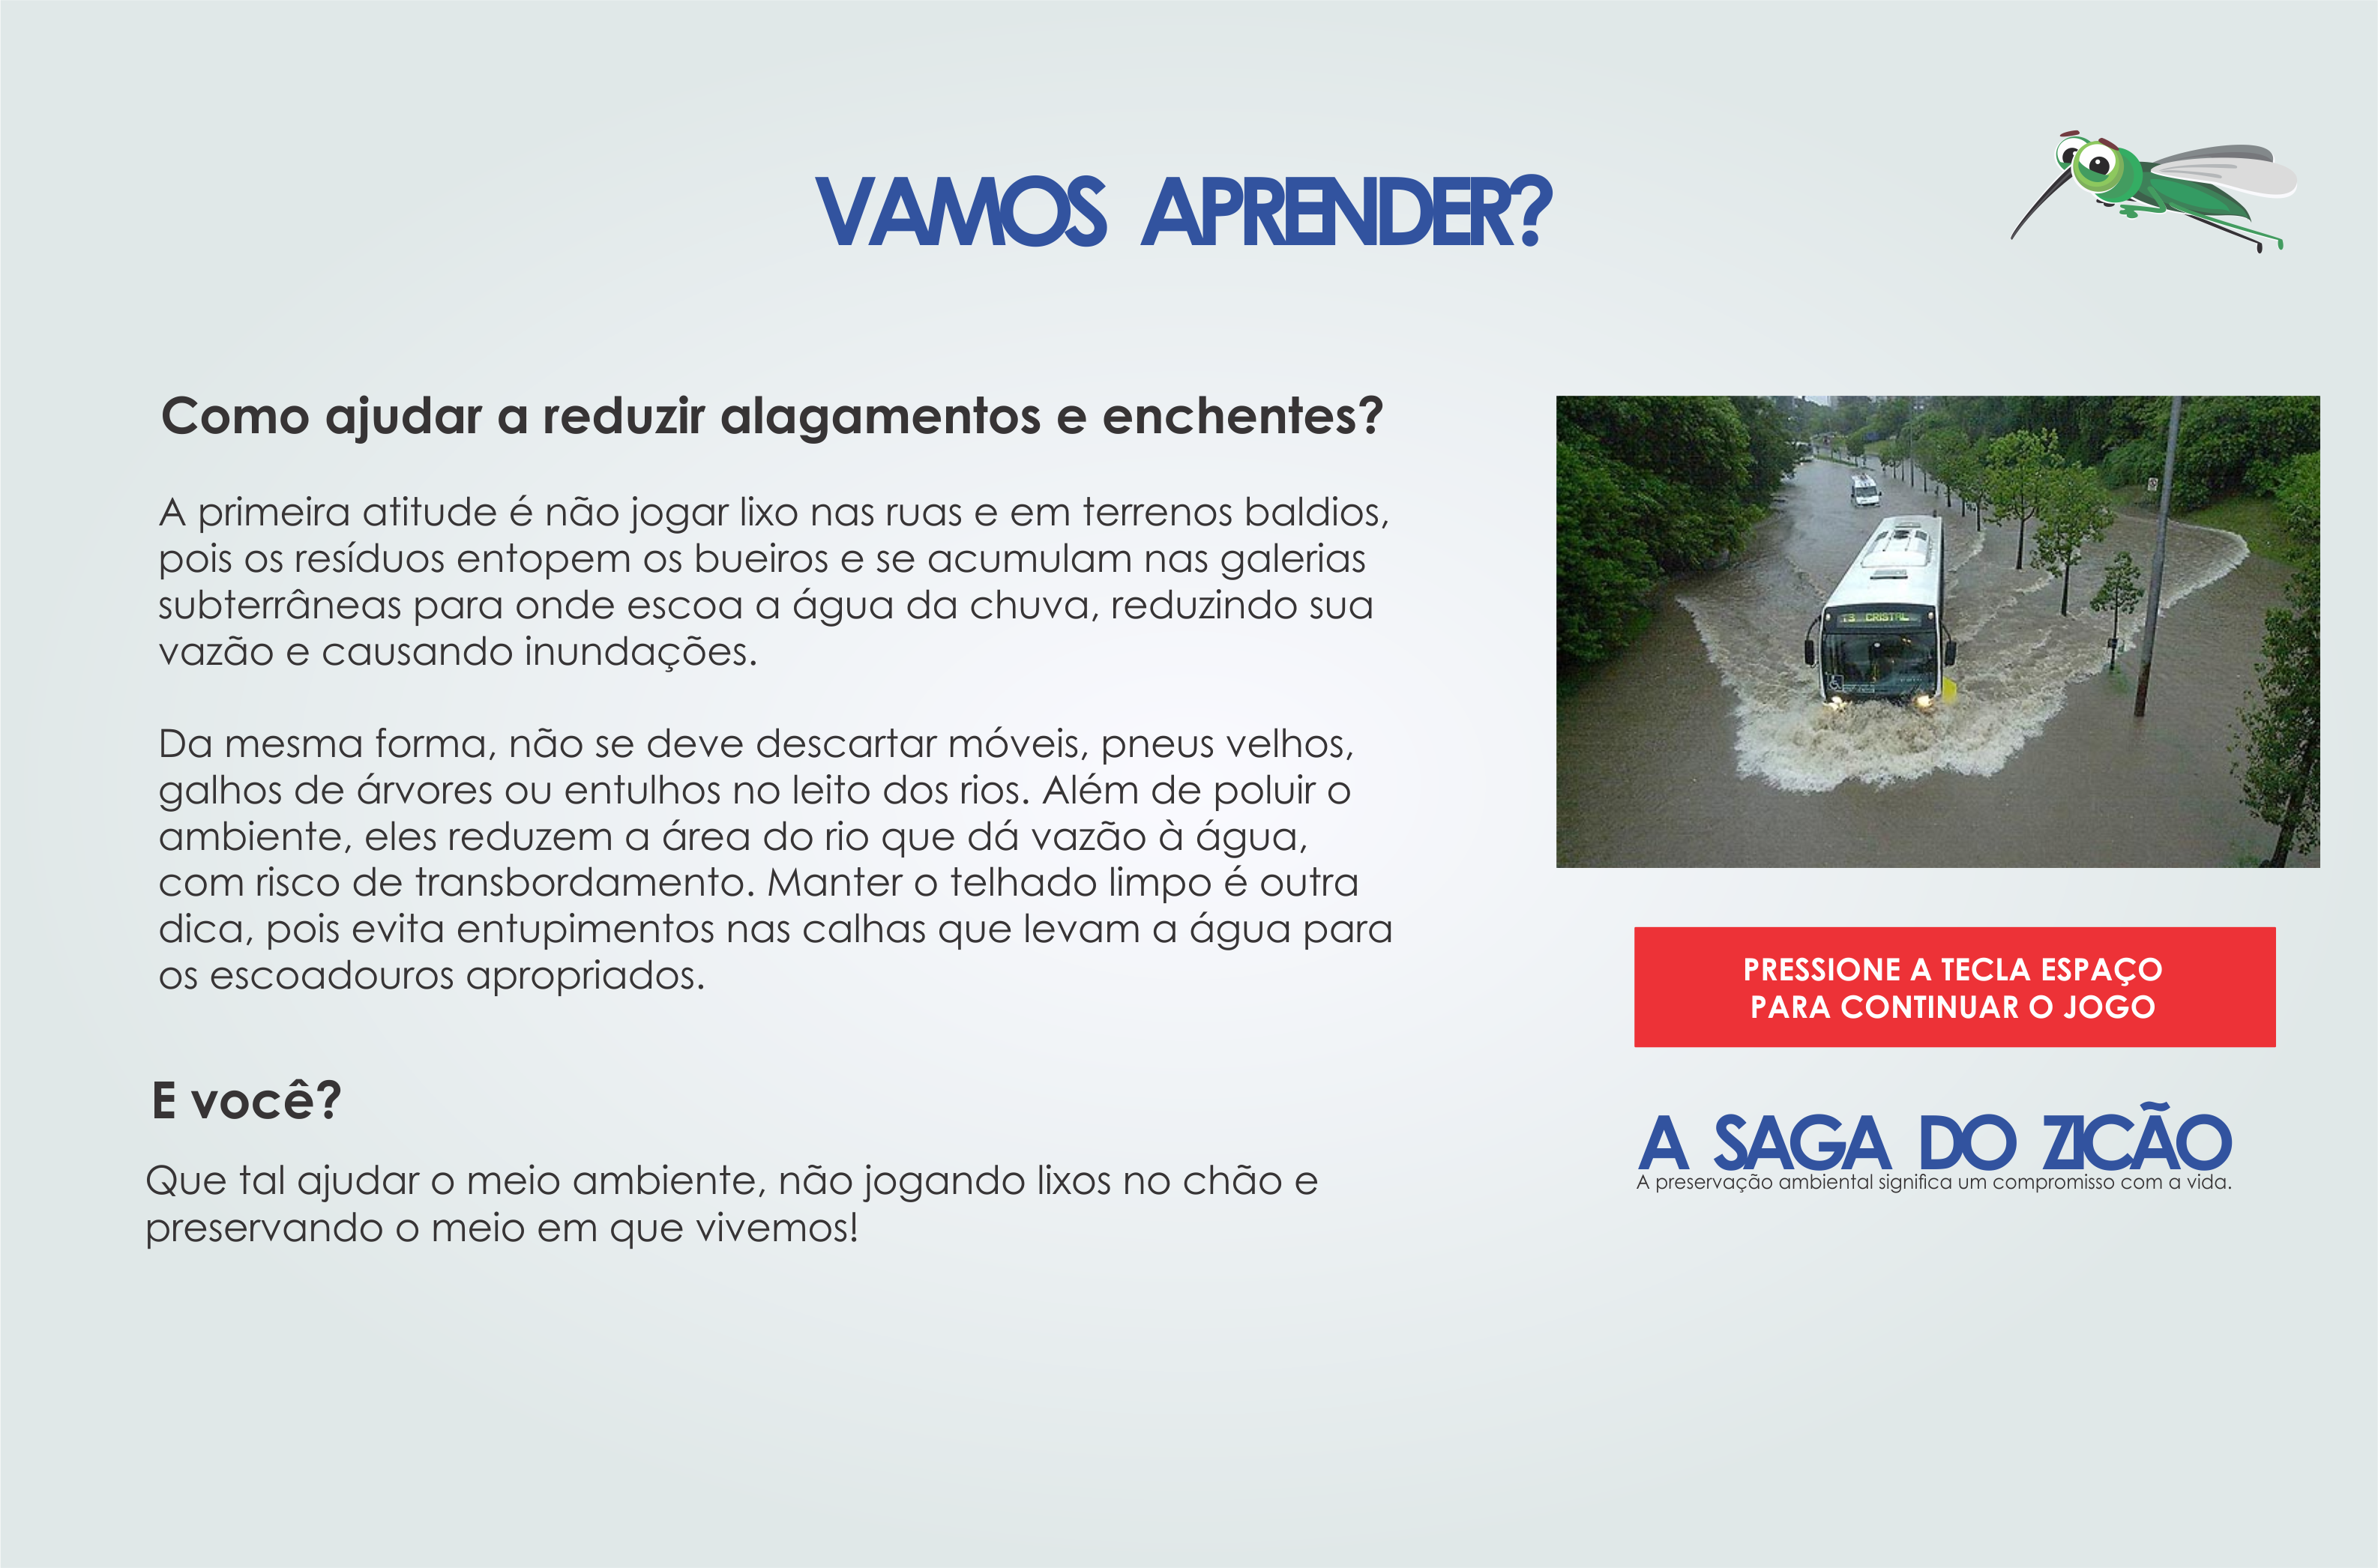 VAMOS APRENDER?
Como ajudar a reduzir alagamentos e enchentes?
A primeira atitude é não jogar lixo nas ruas e em terrenos baldios,
pois os resíduos entopem os bueiros e se acumulam nas galerias
subterrâneas para onde escoa a água da chuva, reduzindo sua
vazão e causando inundações.
Da mesma forma, não se deve descartar móveis, pneus velhos,
galhos de árvores ou entulhos no leito dos rios. Além de poluir o
ambiente, eles reduzem a área do rio que dá vazão à água,
com risco de transbordamento. Manter o telhado limpo é outra
dica, pois evita entupimentos nas calhas que levam a água para
os escoadouros apropriados.
E você?
Que tal ajudar o meio ambiente, não jogando lixos no chão e
preservando o meio em que vivemos!
T3 CRISTAL
PRESSIONE A TECLA ESPAÇO
PARA CONTINUAR O JOGO
A SAGA DO ZICÃO
A preservação ambiental significa um compromisso com a vida.